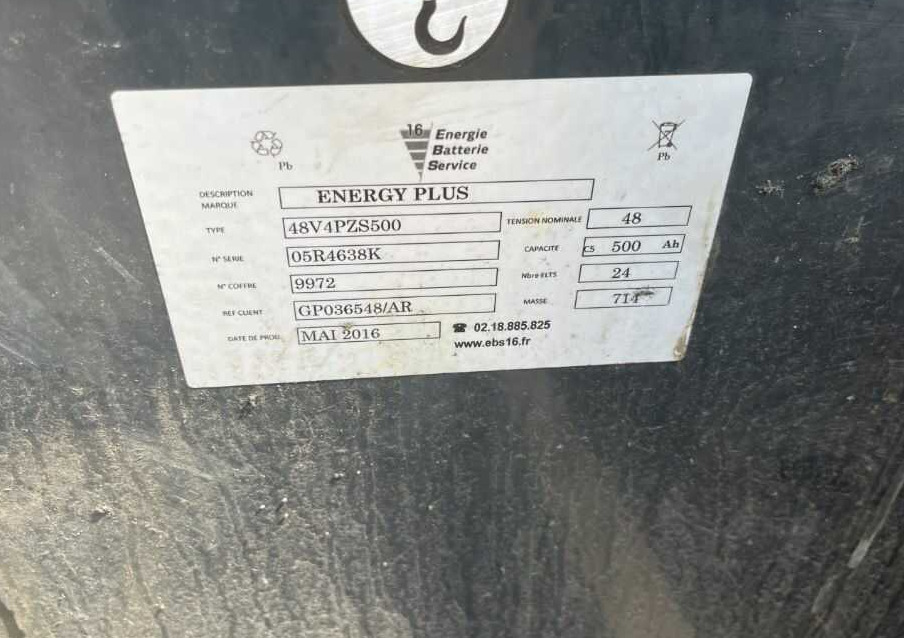 16 Energie
Batterie
Service
Pb
Pb
DESCRIPTION
MARQUE
ENERGY PLUS
TYPE 48V4PZS500 TENSION NOMINALE 48
N° SERIE 05R4638K CAPACITE C5 500 Ah
N° COFFRE 9972 Nbre ELTS 24
REF CLIENT GP036548/AR MASSE 714
DATE DE PROD. MAI 2016 ☎ 02.18.885.825
www.ebs16.fr